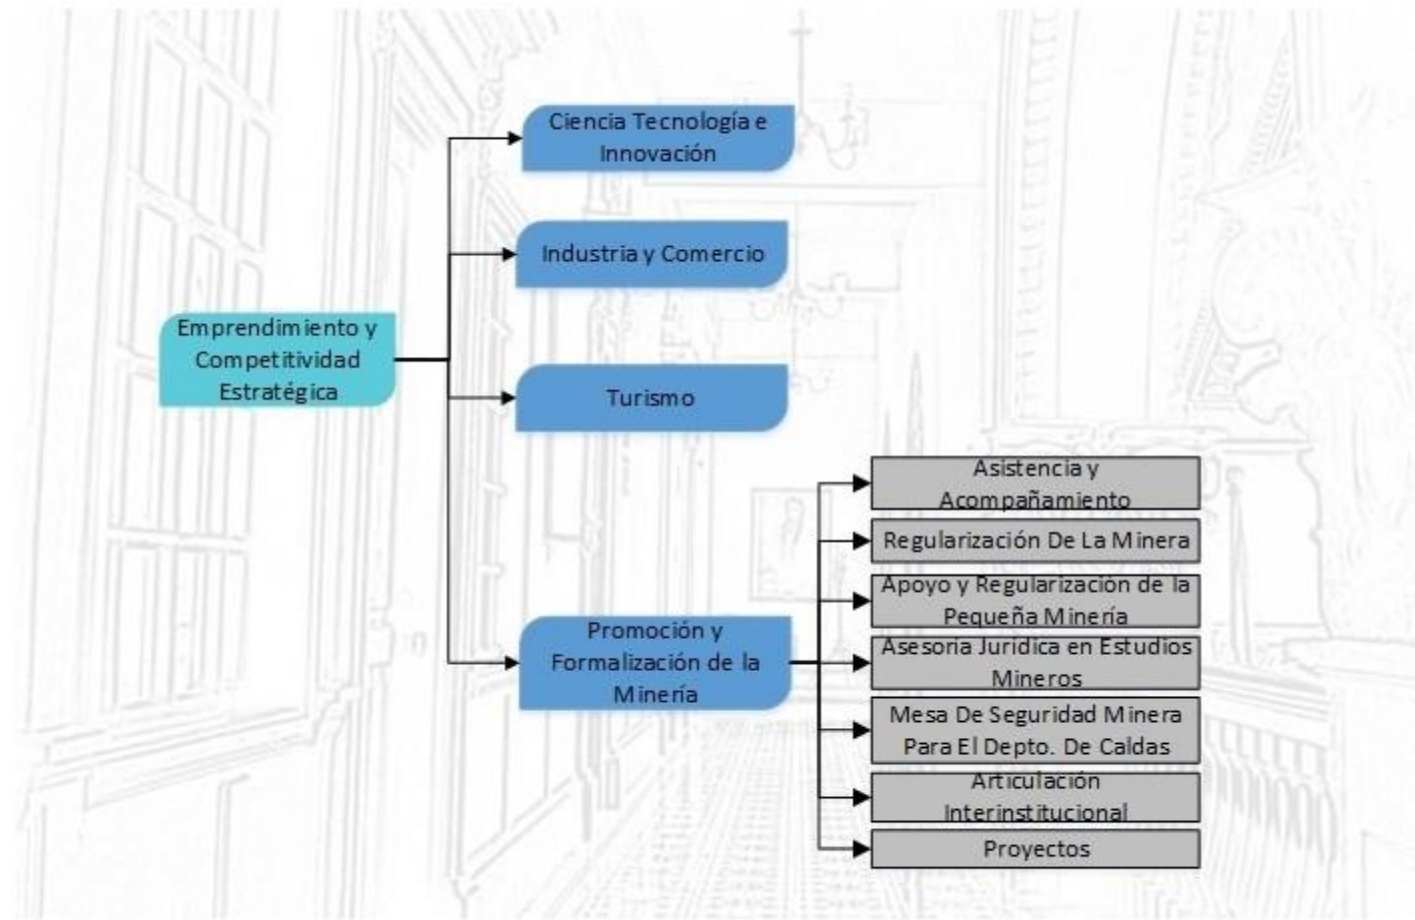 Ciencia Tecnología e
Innovación
Industria y Comercio
Emprendimiento y
Competitividad
Estratégica
Turismo
Promoción y
Formalización de la
Minería
Asistencia y
Acompañamiento
Regularización De La Minera
Apoyo y Regularización de la
Pequeña Minería
Asesoría Juridica en Estudios
Mineros
Mesa De Seguridad Minera
Para El Depto. De Caldas
Articulación
Interinstitucional
Proyectos